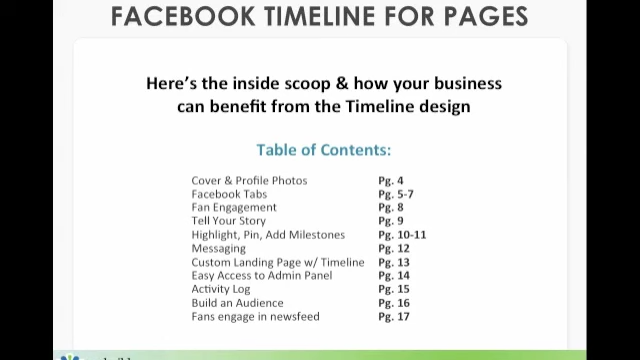 FACEBOOK TIMELINE FOR PAGES
Here's the inside scoop & how your business
can benefit from the Timeline design
Table of Contents:
Cover & Profile Photos Pg. 4
Facebook Tabs Pg. 5-7
Fan Engagement Pg. 8
Tell Your Story Pg. 9
Highlight, Pin, Add Milestones Pg. 10-11
Messaging Pg. 12
Custom Landing Page w/ Timeline Pg. 13
Easy Access to Admin Panel Pg. 14
Activity Log Pg. 15
Build an Audience Pg. 16
Fans engage in newsfeed Pg. 17